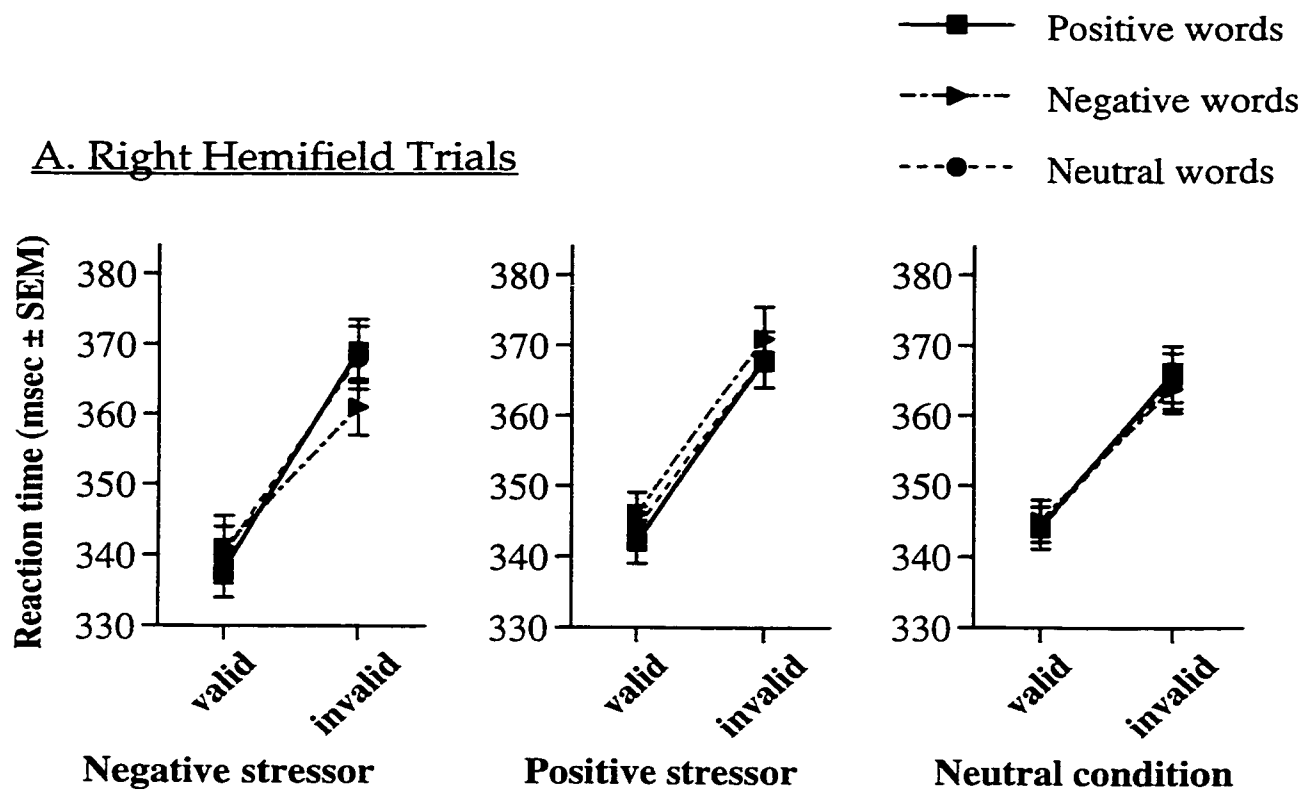 Positive words
Negative words
Neutral words
A. Right Hemifield Trials
Reaction time (msec ± SEM)
380
370
360
350
340
330
valid
invalid
Negative stressor
380
370
360
350
340
330
valid
invalid
Positive stressor
380
370
360
350
340
330
valid
invalid
Neutral condition